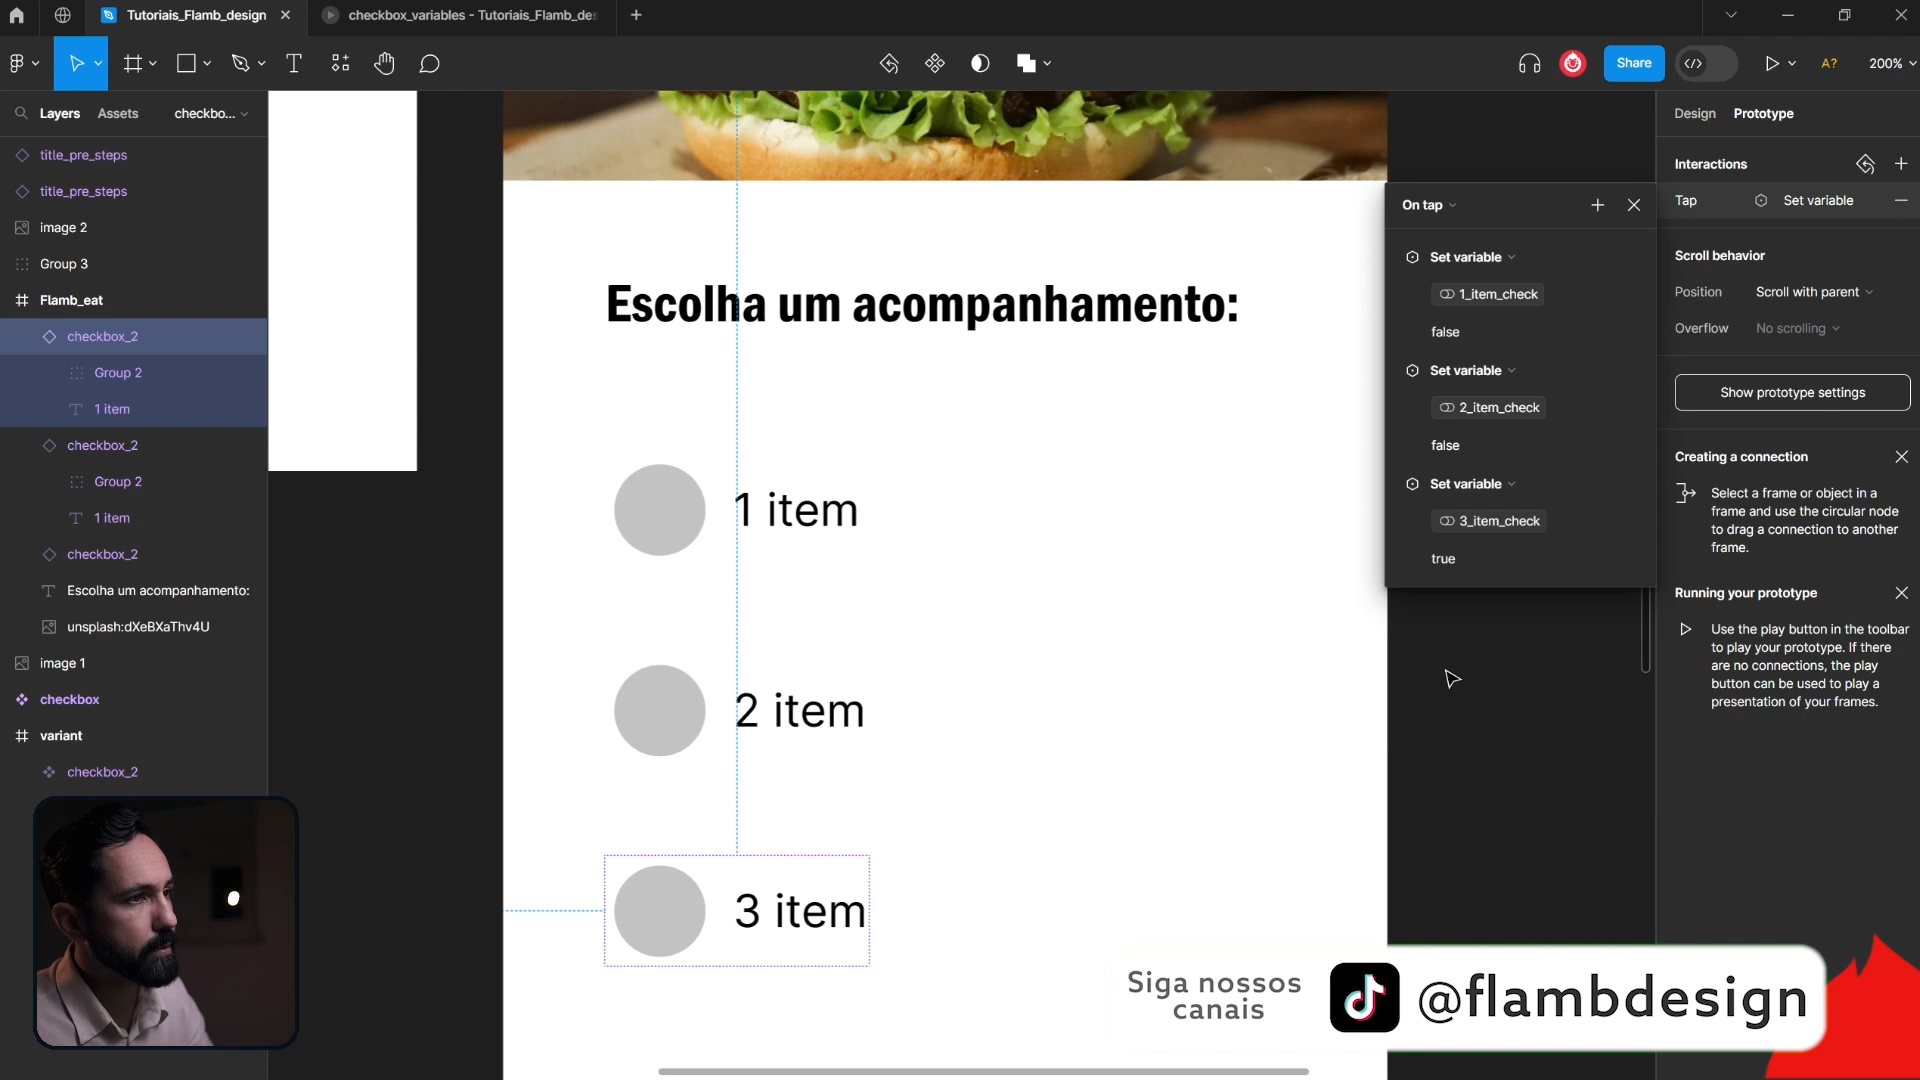 Tutoriais_Flamb_design
checkbox_variables - Tutoriais_Flamb_des
Share
A?
200%
Layers
Assets
checkbo...
title_pre_steps
title_pre_steps
image 2
Group 3
Flamb_eat
checkbox_2
Group 2
1 item
checkbox_2
Group 2
1 item
checkbox_2
Escolha um acompanhamento:
unsplash:dXeBXaThv4U
image 1
checkbox
variant
checkbox_2
Escolha um acompanhamento:
1 item
2 item
3 item
On tap
Set variable
1_item_check
false
Set variable
2_item_check
false
Set variable
3_item_check
true
Design
Prototype
Interactions
Tap
Set variable
Scroll behavior
Position
Scroll with parent
Overflow
No scrolling
Show prototype settings
Creating a connection
Select a frame or object in a
frame and use the circular node
to drag a connection to another
frame.
Running your prototype
Use the play button in the toolbar
to play your prototype. If there
are no connections, the play
button can be used to play a
presentation of your frames.
Siga nossos
canais
@flambdesign